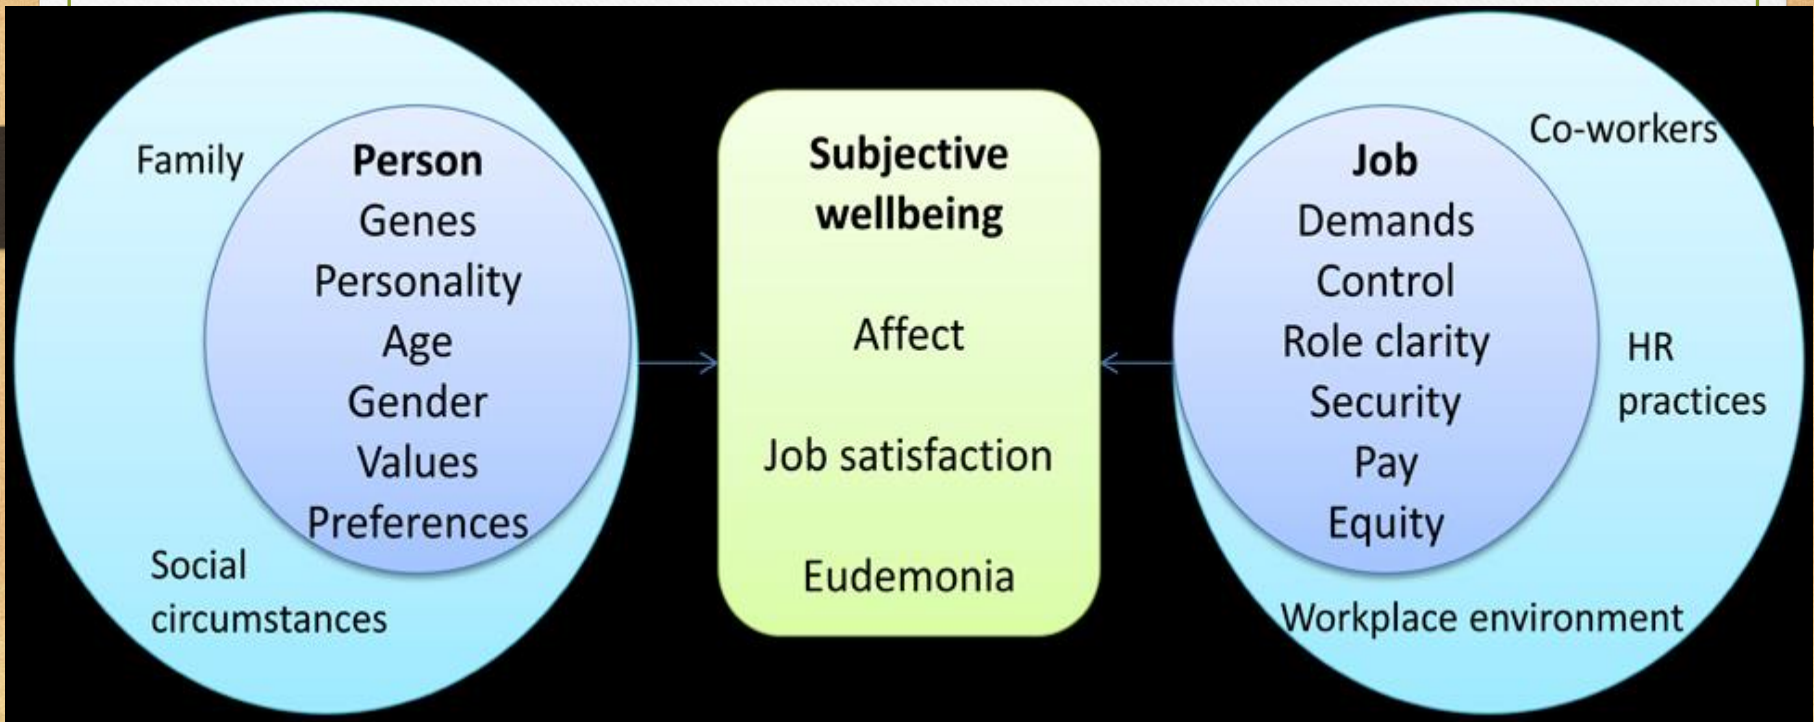 Family
Social
circumstances
Person
Genes
Personality
Age
Gender
Values
Preferences
Subjective
wellbeing
Affect
Job satisfaction
Eudemonia
Job
Demands
Control
Role clarity
Security
Pay
Equity
Co-workers
HR
practices
Workplace environment